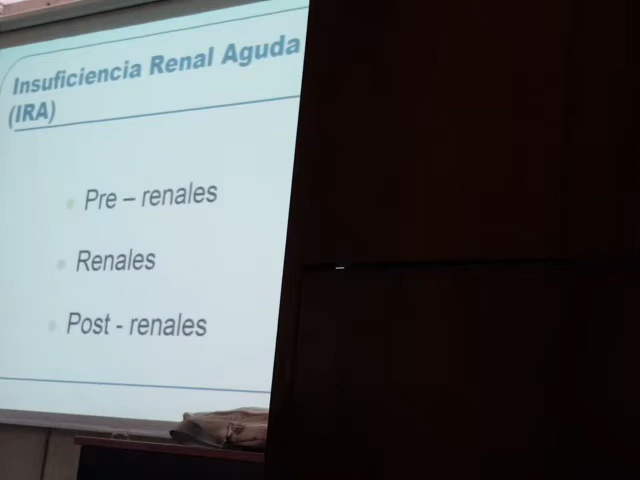 Insuficiencia Renal Aguda
(IRA)
Pre – renales
Renales
Post - renales